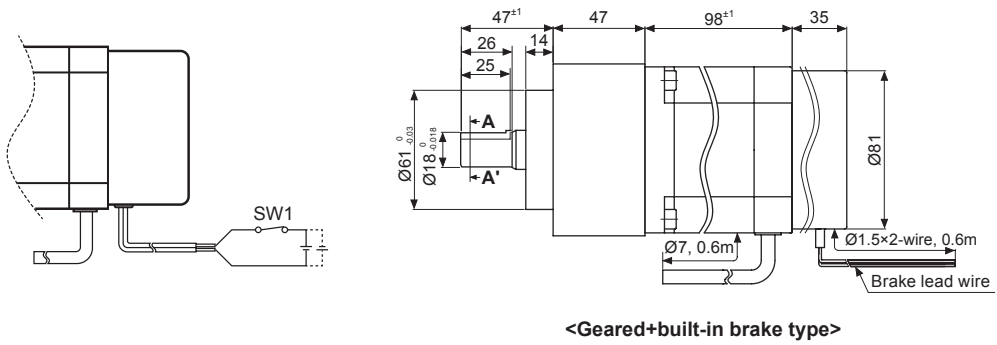 SW1
47±1
47
98±1
35
26
14
25
A
A'
Ø61 0 -0.03
Ø18 0 -0.018
Ø81
Ø7, 0.6m
Ø1.5×2-wire, 0.6m
Brake lead wire
<Geared+built-in brake type>